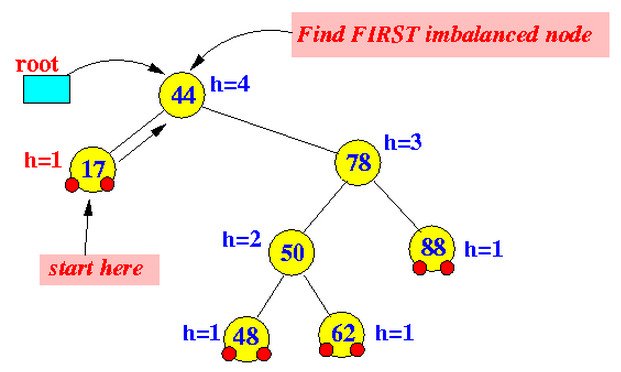 Find FIRST imbalanced node
root
44
h=4
h=1
17
78
h=3
start here
h=2
50
88
h=1
h=1
48
62
h=1